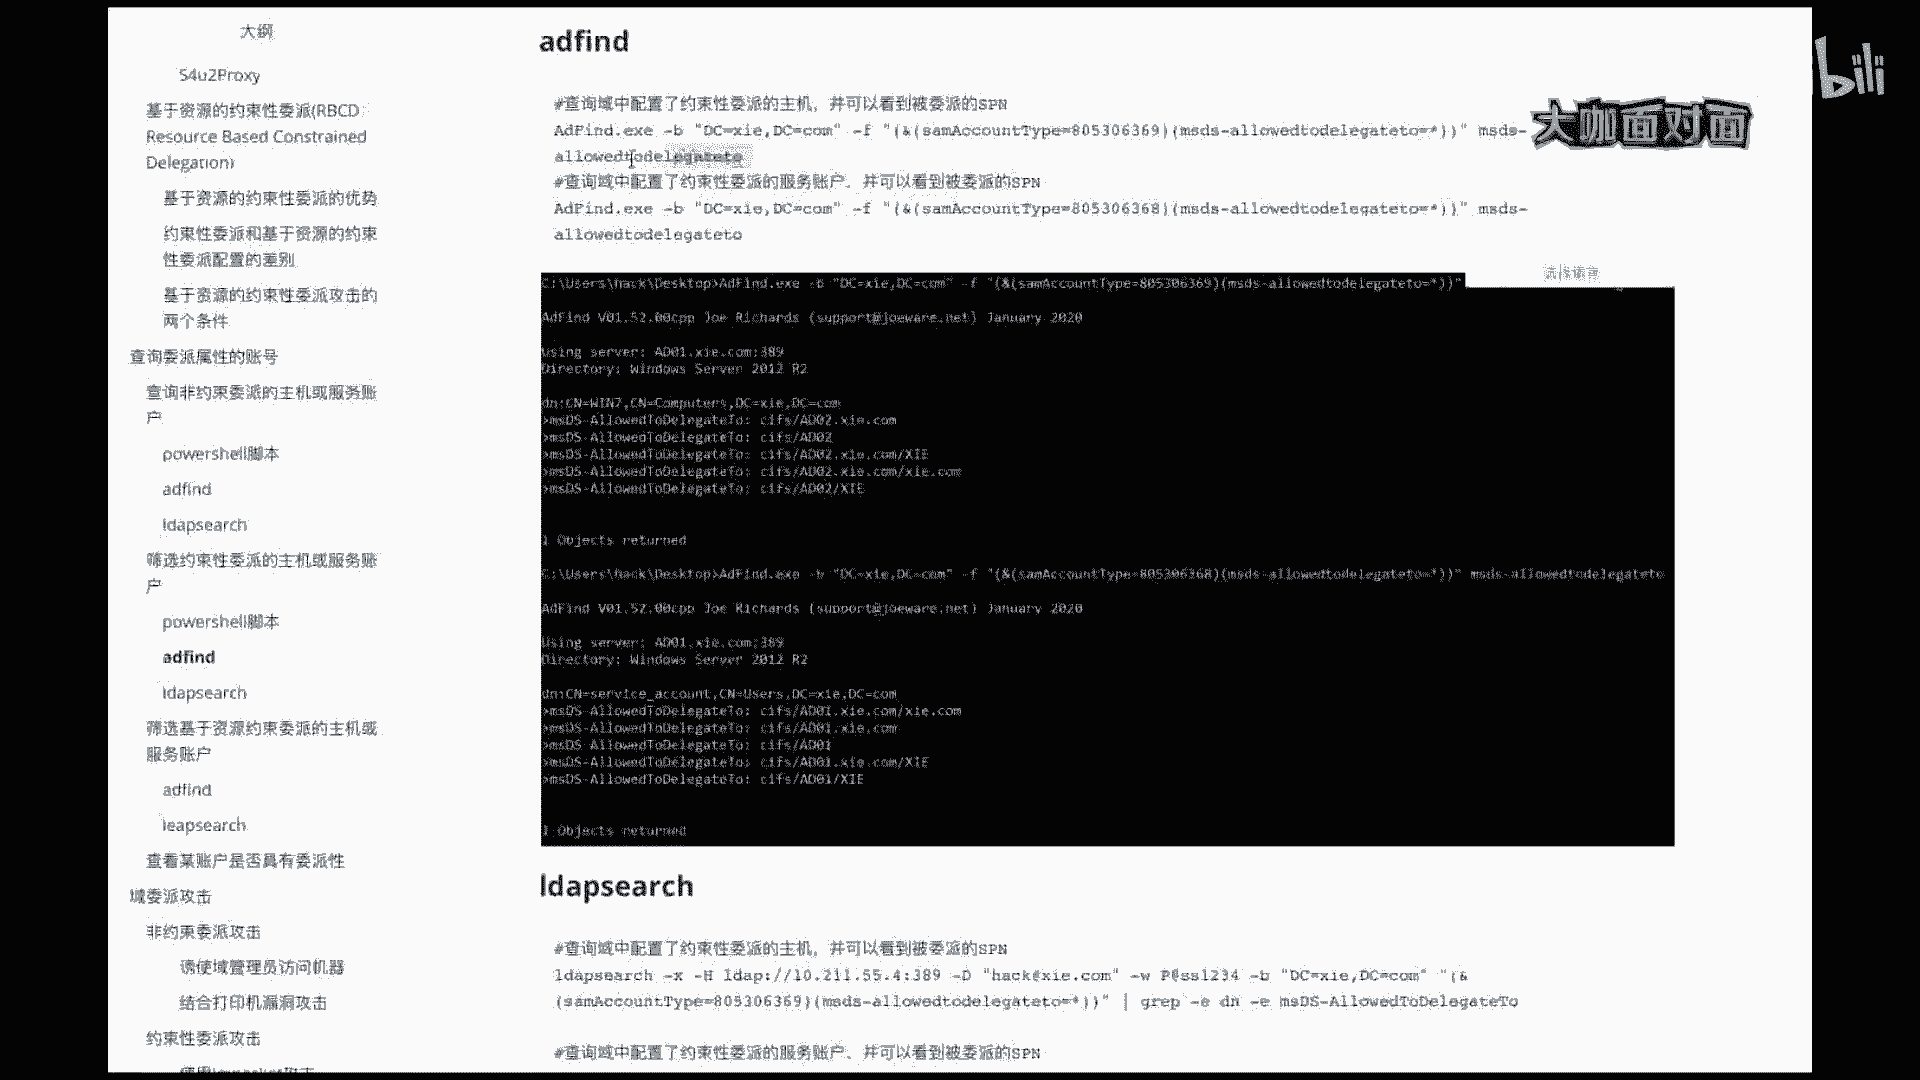 大纲
S4u2Proxy
基于资源的约束性委派(RBCD
Resource Based Constrained
Delegation)
基于资源的约束性委派的优势
约束性委派和基于资源的约束
性委派配置的差别
基于资源的约束性委派攻击的
两个条件
查询委派属性的账号
查询非约束委派的主机或服务账
户
powershell脚本
adfind
ldapsearch
筛选约束性委派的主机或服务账
户
powershell脚本
adfind
ldapsearch
筛选基于资源约束委派的主机或
服务账户
adfind
leapsearch
查看某账户是否具有委派性
域委派攻击
非约束委派攻击
诱使域管理员访问机器
结合打印机漏洞攻击
约束性委派攻击
adfind
#查询域中配置了约束性委派的主机，并可以看到被委派的SPN
AdFind.exe -b "DC=xie,DC=com" -f "(&(samAccountType=805306369)(msds-allowedtodelegateto=*))" msds-
allowedtodelegateto
#查询域中配置了约束性委派的服务账户，并可以看到被委派的SPN
AdFind.exe -b "DC=xie,DC=com" -f "(&(samAccountType=805306368)(msds-allowedtodelegateto=*))" msds-
allowedtodelegateto
选择语言
C:\Users\hack\Desktop>AdFind.exe -b "DC=xie,DC=com" -f "(&(samAccountType=805306369)(msds-allowedtodelegateto=*))"
AdFind V01.52.00cpp Joe Richards (support@joeware.net) January 2020
Using server: AD01.xie.com:389
Directory: Windows Server 2012 R2
dn:CN=WIN7,CN=Computers,DC=xie,DC=com
>msDS-AllowedToDelegateTo: cifs/AD02.xie.com
>msDS-AllowedToDelegateTo: cifs/AD02
>msDS-AllowedToDelegateTo: cifs/AD02.xie.com/XIE
>msDS-AllowedToDelegateTo: cifs/AD02.xie.com/xie.com
>msDS-AllowedToDelegateTo: cifs/AD02/XIE
1 Objects returned
C:\Users\hack\Desktop>AdFind.exe -b "DC=xie,DC=com" -f "(&(samAccountType=805306368)(msds-allowedtodelegateto=*))" msds-allowedtodelegateto
AdFind V01.52.00cpp Joe Richards (support@joeware.net) January 2020
Using server: AD01.xie.com:389
Directory: Windows Server 2012 R2
dn:CN=service_account,CN=Users,DC=xie,DC=com
>msDS-AllowedToDelegateTo: cifs/AD01.xie.com/xie.com
>msDS-AllowedToDelegateTo: cifs/AD01.xie.com
>msDS-AllowedToDelegateTo: cifs/AD01
>msDS-AllowedToDelegateTo: cifs/AD01.xie.com/XIE
>msDS-AllowedToDelegateTo: cifs/AD01/XIE
1 Objects returned
ldapsearch
#查询域中配置了约束性委派的主机，并可以看到被委派的SPN
ldapsearch -x -H ldap://10.211.55.4:389 -D "hack@xie.com" -w P@ss1234 -b "DC=xie,DC=com" "(&
(samAccountType=805306369)(msds-allowedtodelegateto=*))" | grep -e dn -e msDS-AllowedToDelegateTo
#查询域中配置了约束性委派的服务账户，并可以看到被委派的SPN
bili
大咖面对面